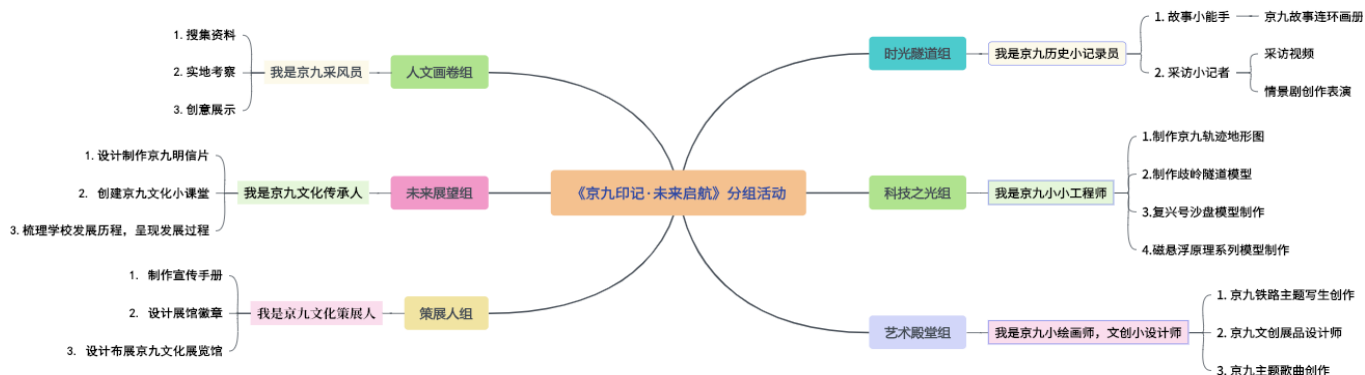 《京九印记·未来启航》分组活动
人文画卷组
我是京九采风员
1. 搜集资料
2. 实地考察
3. 创意展示
未来展望组
我是京九文化传承人
1. 设计制作京九明信片
2. 创建京九文化小课堂
3. 梳理学校发展历程，呈现发展过程
策展人组
我是京九文化策展人
1. 制作宣传手册
2. 设计展馆徽章
3. 设计布展京九文化展览馆
时光隧道组
我是京九历史小记录员
1. 故事小能手
京九故事连环画册
2. 采访小记者
采访视频
情景剧创作表演
科技之光组
我是京九小小工程师
1.制作京九轨迹地形图
2.制作歧岭隧道模型
3.复兴号沙盘模型制作
4.磁悬浮原理系列模型制作
艺术殿堂组
我是京九小绘画师，文创小设计师
1. 京九铁路主题写生创作
2. 京九文创展品设计师
3. 京九主题歌曲创作